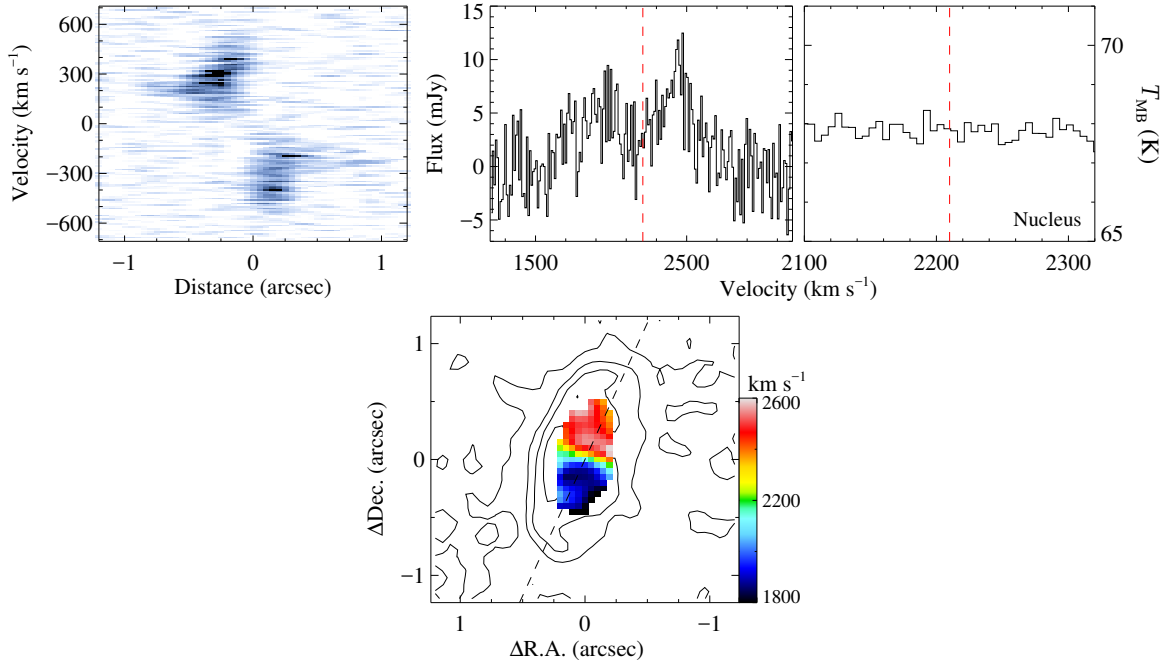 600
300
0
−300
−600
Velocity (km s⁻¹)
−1 0 1
Distance (arcsec)
15
10
5
0
−5
Flux (mJy)
1500 2500
2100 2200 2300
Velocity (km s⁻¹)
70
65
T_MB (K)
Nucleus
1
0
−1
ΔDec. (arcsec)
1 0 −1
ΔR.A. (arcsec)
km s⁻¹
2600
2200
1800